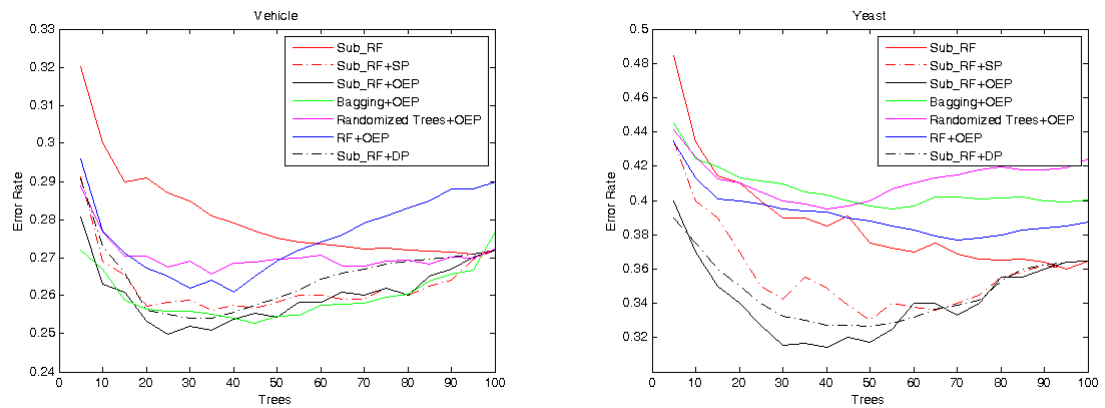 Vehicle
0.33
0.32
0.31
0.3
0.29
0.28
0.27
0.26
0.25
0.24
Error Rate
0
10
20
30
40
50
60
70
80
90
100
Trees
Sub_RF
Sub_RF+SP
Sub_RF+OEP
Bagging+OEP
Randomized Trees+OEP
RF+OEP
Sub_RF+DP
Yeast
0.5
0.48
0.46
0.44
0.42
0.4
0.38
0.36
0.34
0.32
Error Rate
0
10
20
30
40
50
60
70
80
90
100
Trees
Sub_RF
Sub_RF+SP
Sub_RF+OEP
Bagging+OEP
Randomized Trees+OEP
RF+OEP
Sub_RF+DP